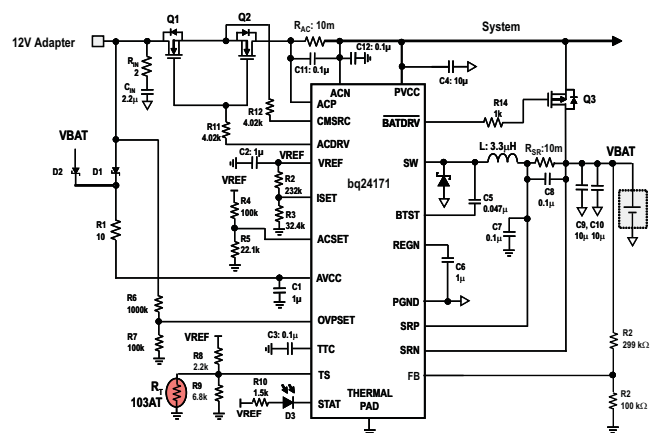 Q1
Q2
R_AC: 10m
System
12V Adapter
R_IN
2
C12: 0.1µ
C11: 0.1µ
C4: 10µ
C_IN
2.2µ
ACN
PVCC
Q3
R12
4.02k
ACP
CMSRC
R14
1k
BATDRV
R11
4.02k
ACDRV
VBAT
D2
D1
C2: 1µ
VREF
VREF
R2
232k
bq24171
SW
L: 3.3µH
R_SR:10m
VBAT
VREF
R4
100k
ISET
R3
32.4k
C5
0.047µ
C8
0.1µ
C9,
10µ
C10
10µ
R1
10
R5
22.1k
ACSET
BTST
C7
0.1µ
REGN
AVCC
C6
1µ
C1
1µ
R6
1000k
PGND
OVPSET
SRP
R7
100k
VREF
C3: 0.1µ
TTC
SRN
R2
299 kΩ
R8
2.2k
TS
FB
R_T
103AT
R9
6.8k
R10
1.5k
VREF
D3
STAT
THERMAL
PAD
R2
100 kΩ